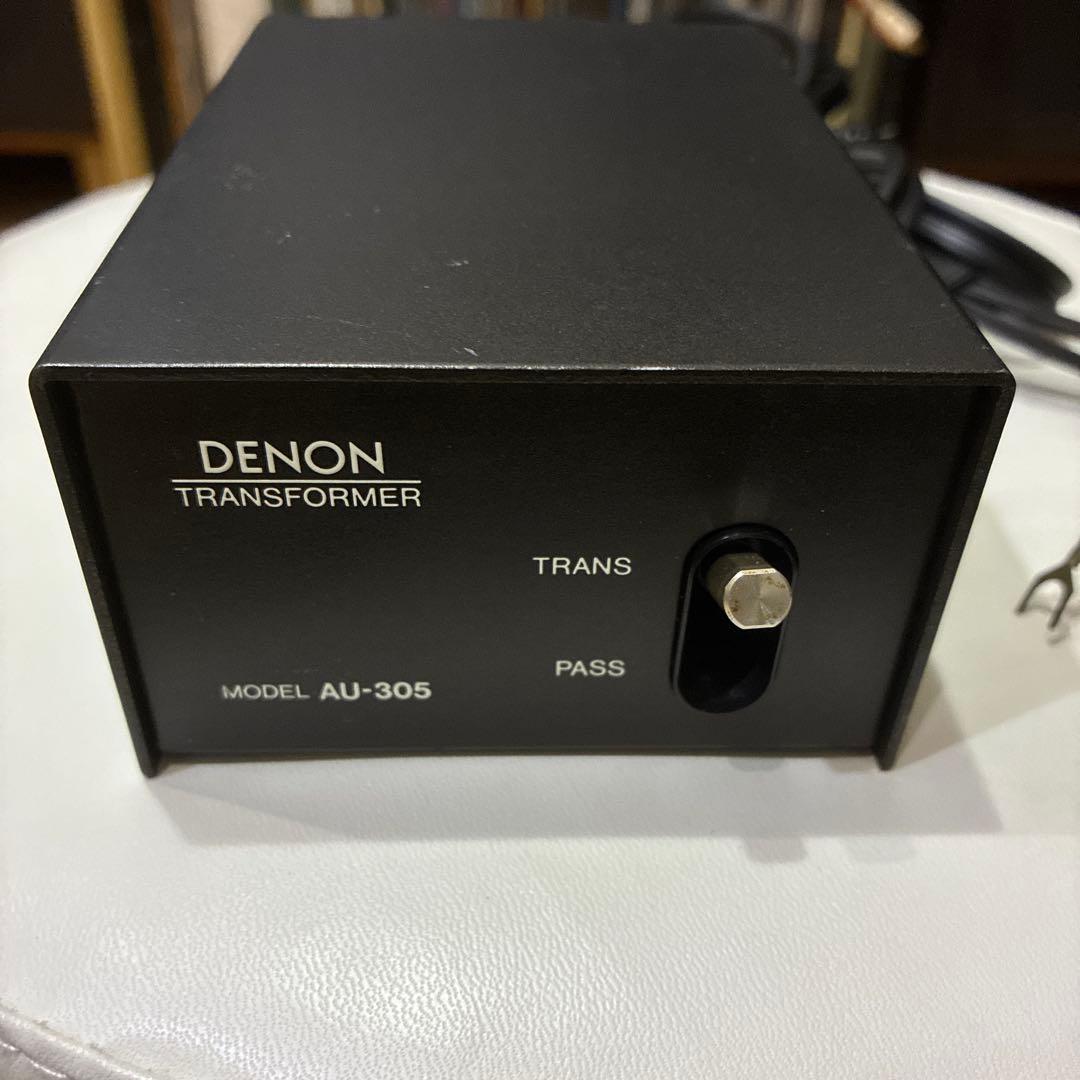 DENON
TRANSFORMER
TRANS
PASS
MODEL AU-305